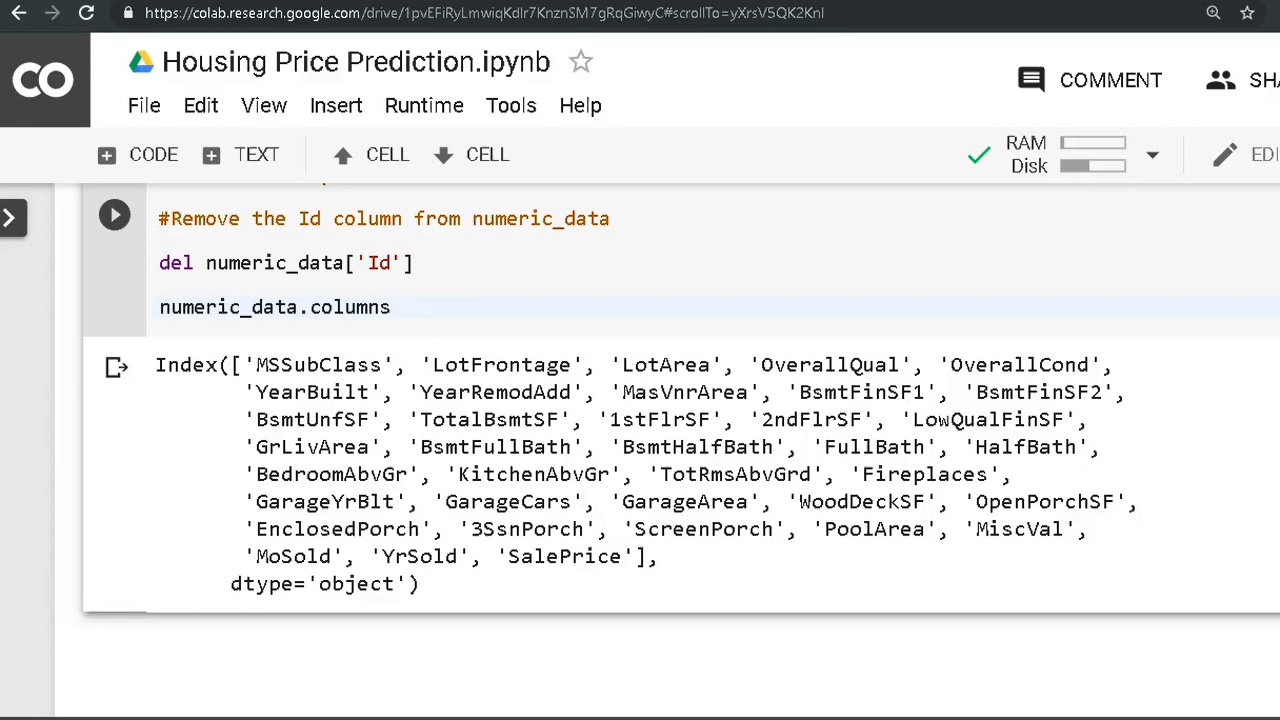 https://colab.research.google.com/drive/1pvEFiRyLmwiqKdlr7KnznSM7gRqGiwyC#scrollTo=yXrsV5QK2Knl
CO
Housing Price Prediction.ipynb
COMMENT
SHA
File Edit View Insert Runtime Tools Help
CODE TEXT CELL CELL
RAM
Disk
EDI
#Remove the Id column from numeric_data
del numeric_data['Id']
numeric_data.columns
Index(['MSSubClass', 'LotFrontage', 'LotArea', 'OverallQual', 'OverallCond',
'YearBuilt', 'YearRemodAdd', 'MasVnrArea', 'BsmtFinSF1', 'BsmtFinSF2',
'BsmtUnfSF', 'TotalBsmtSF', '1stFlrSF', '2ndFlrSF', 'LowQualFinSF',
'GrLivArea', 'BsmtFullBath', 'BsmtHalfBath', 'FullBath', 'HalfBath',
'BedroomAbvGr', 'KitchenAbvGr', 'TotRmsAbvGrd', 'Fireplaces',
'GarageYrBlt', 'GarageCars', 'GarageArea', 'WoodDeckSF', 'OpenPorchSF',
'EnclosedPorch', '3SsnPorch', 'ScreenPorch', 'PoolArea', 'MiscVal',
'MoSold', 'YrSold', 'SalePrice'],
dtype='object')